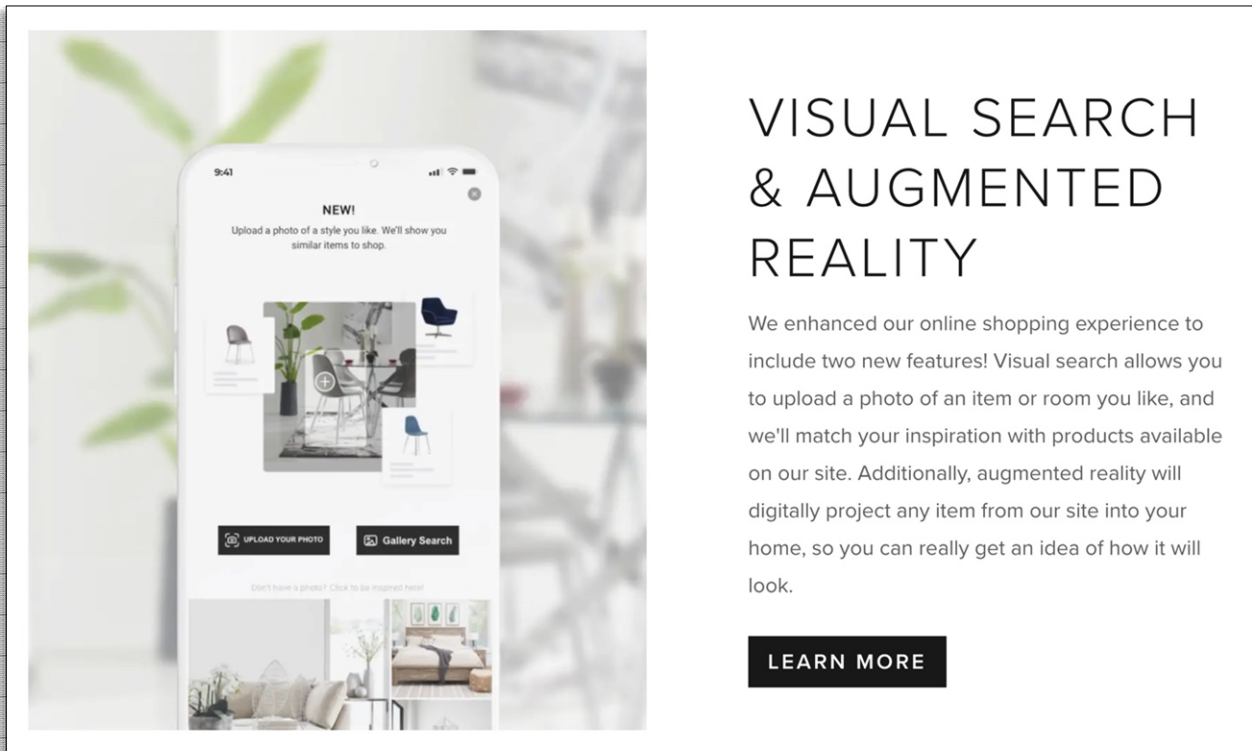 9:41
NEW!
Upload a photo of a style you like. We'll show you
similar items to shop.
UPLOAD YOUR PHOTO
Gallery Search
Don't have a photo? Click to be inspired here!
VISUAL SEARCH
& AUGMENTED
REALITY
We enhanced our online shopping experience to
include two new features! Visual search allows you
to upload a photo of an item or room you like, and
we'll match your inspiration with products available
on our site. Additionally, augmented reality will
digitally project any item from our site into your
home, so you can really get an idea of how it will
look.
LEARN MORE